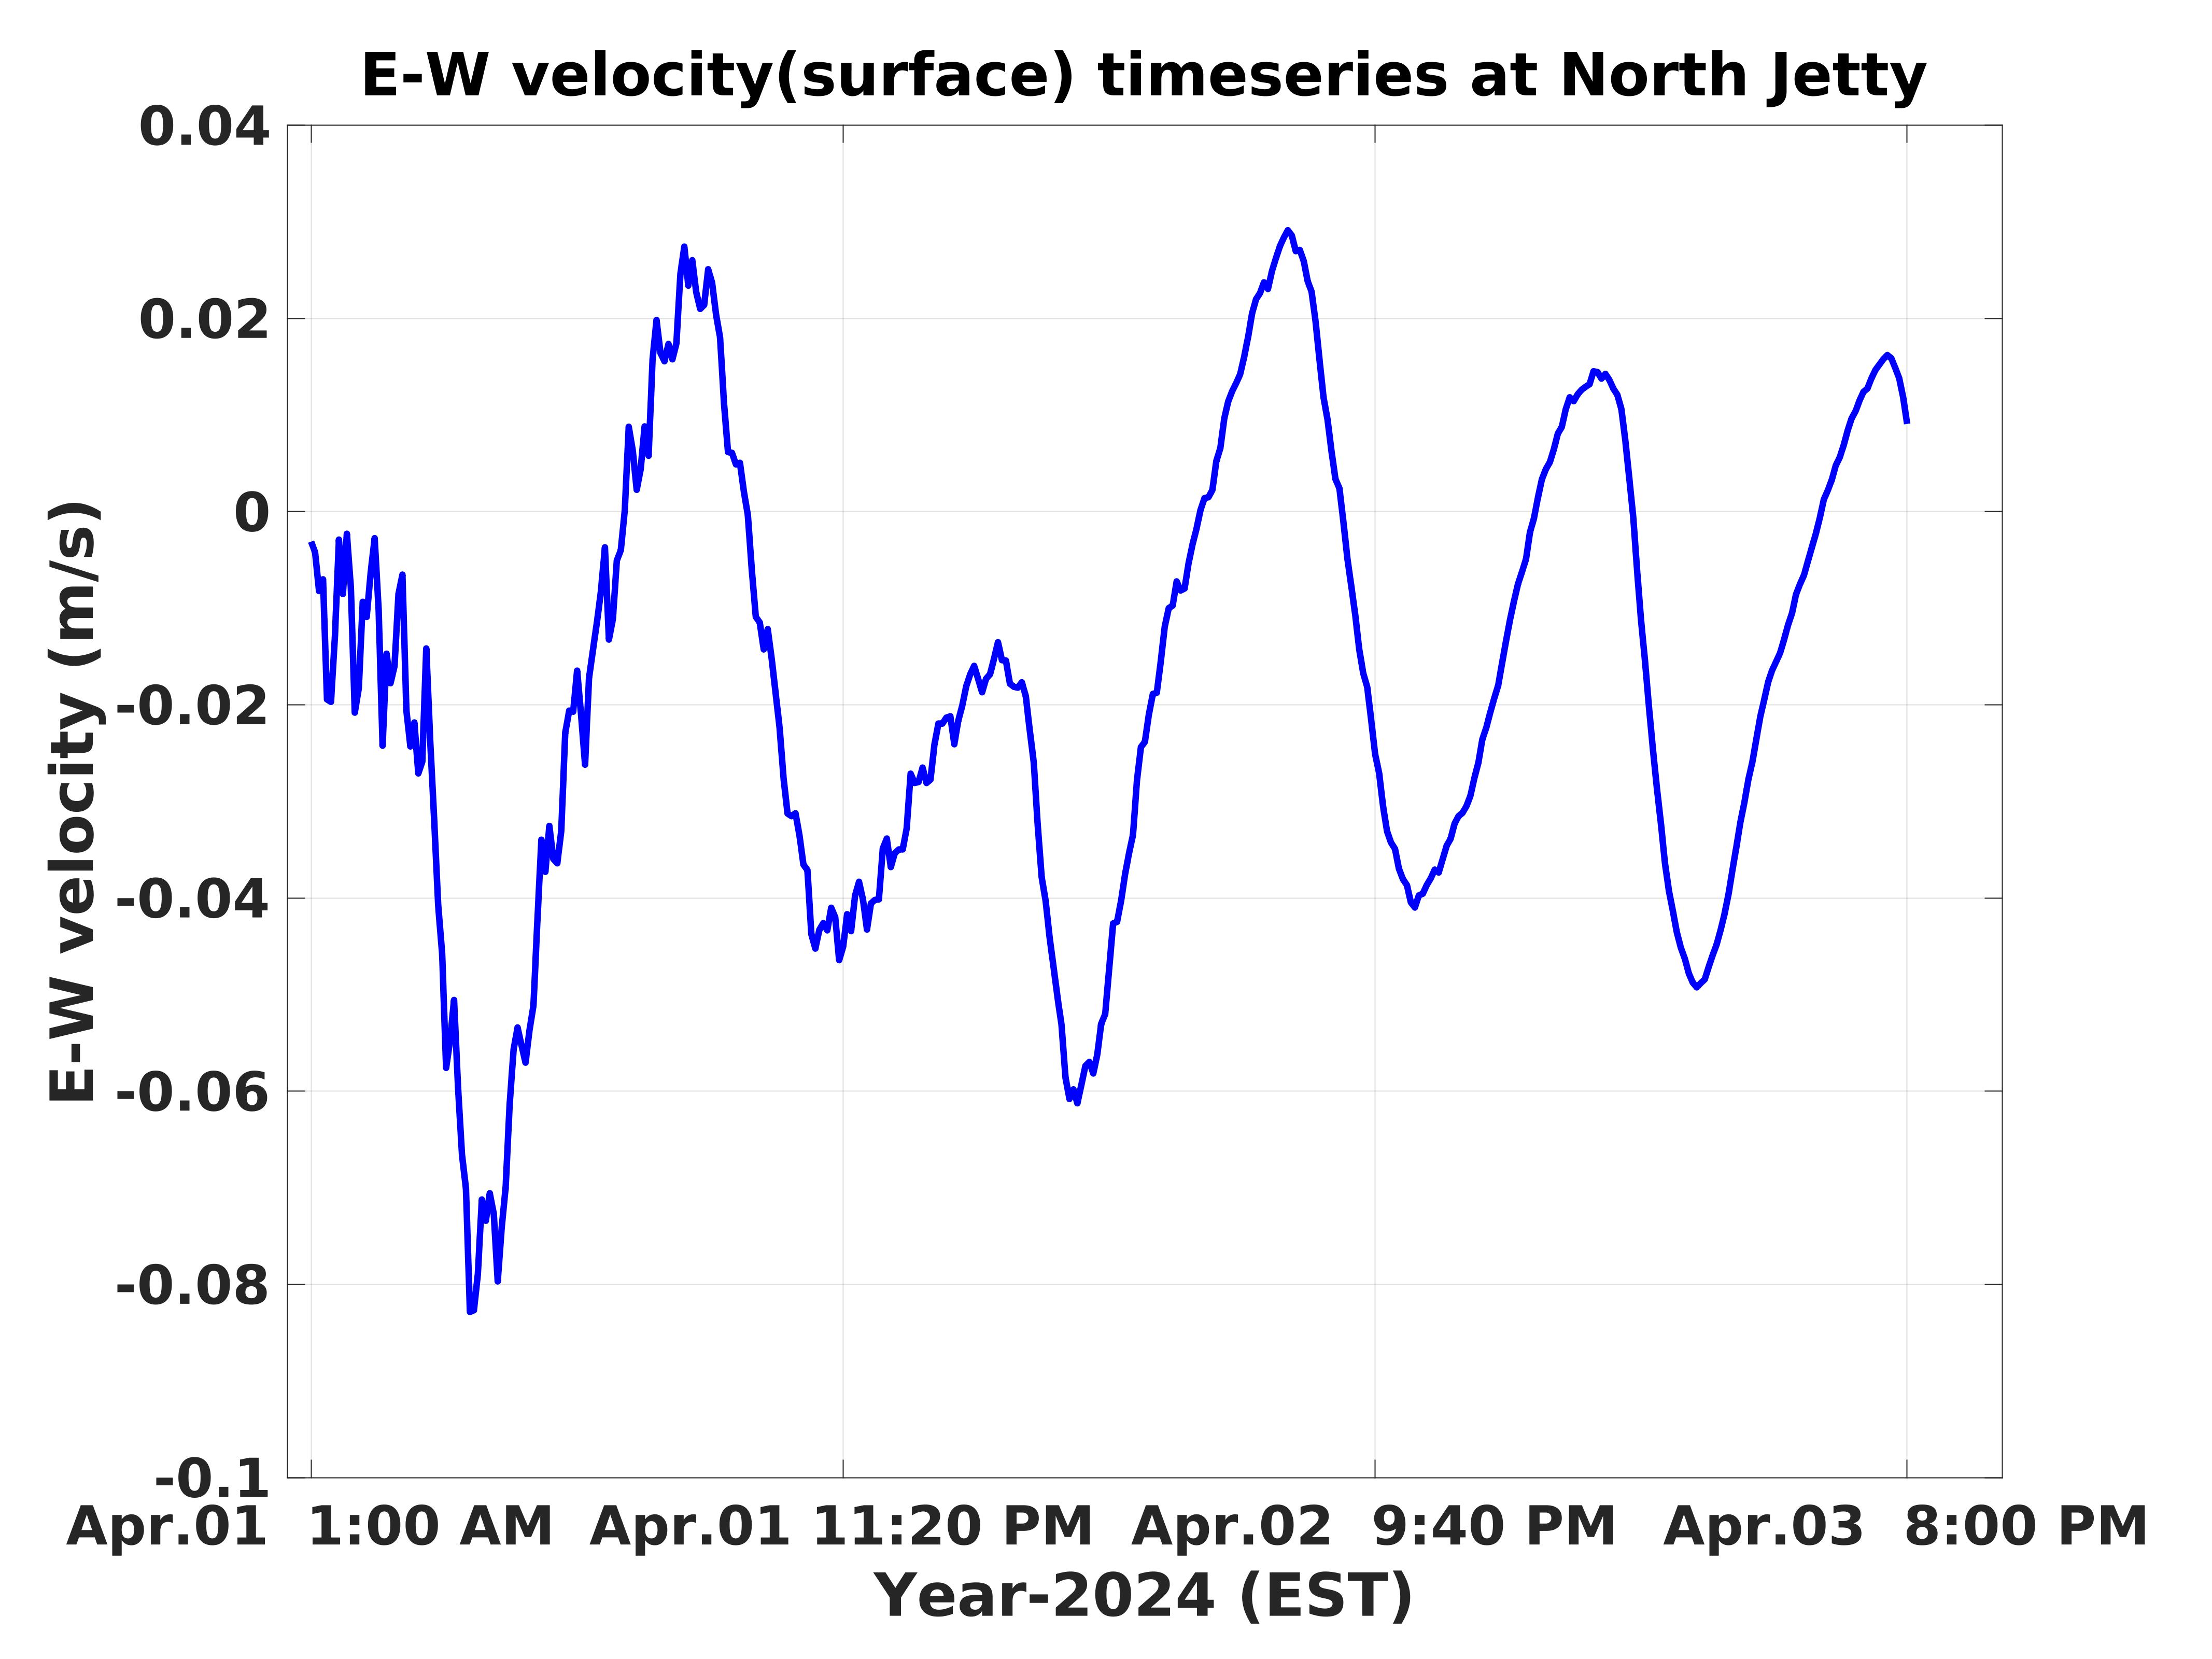 E-W velocity(surface) timeseries at North Jetty
0.04
0.02
0
-0.02
-0.04
-0.06
-0.08
-0.1
E-W velocity (m/s)
Apr.01 1:00 AM Apr.01 11:20 PM Apr.02 9:40 PM Apr.03 8:00 PM
Year-2024 (EST)